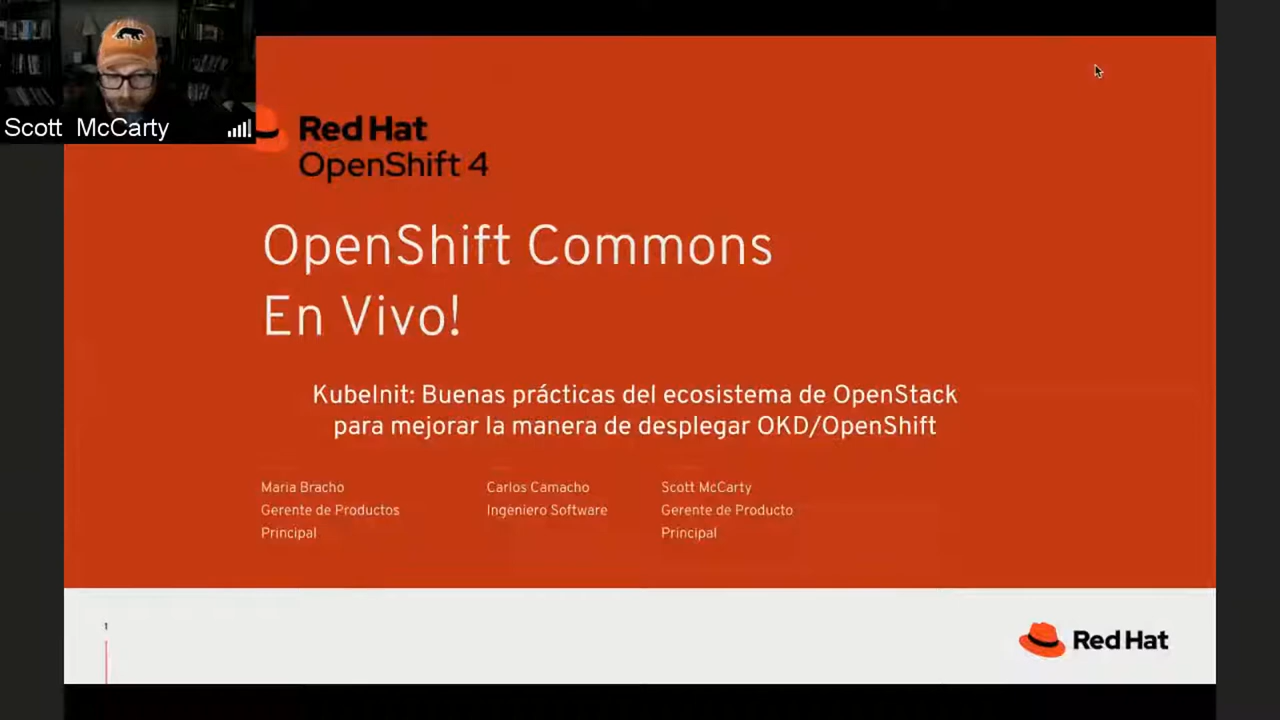 Scott McCarty
Red Hat
OpenShift 4
OpenShift Commons
En Vivo!
KubeInit: Buenas prácticas del ecosistema de OpenStack
para mejorar la manera de desplegar OKD/OpenShift
Maria Bracho
Gerente de Productos
Principal
Carlos Camacho
Ingeniero Software
Scott McCarty
Gerente de Producto
Principal
1
Red Hat